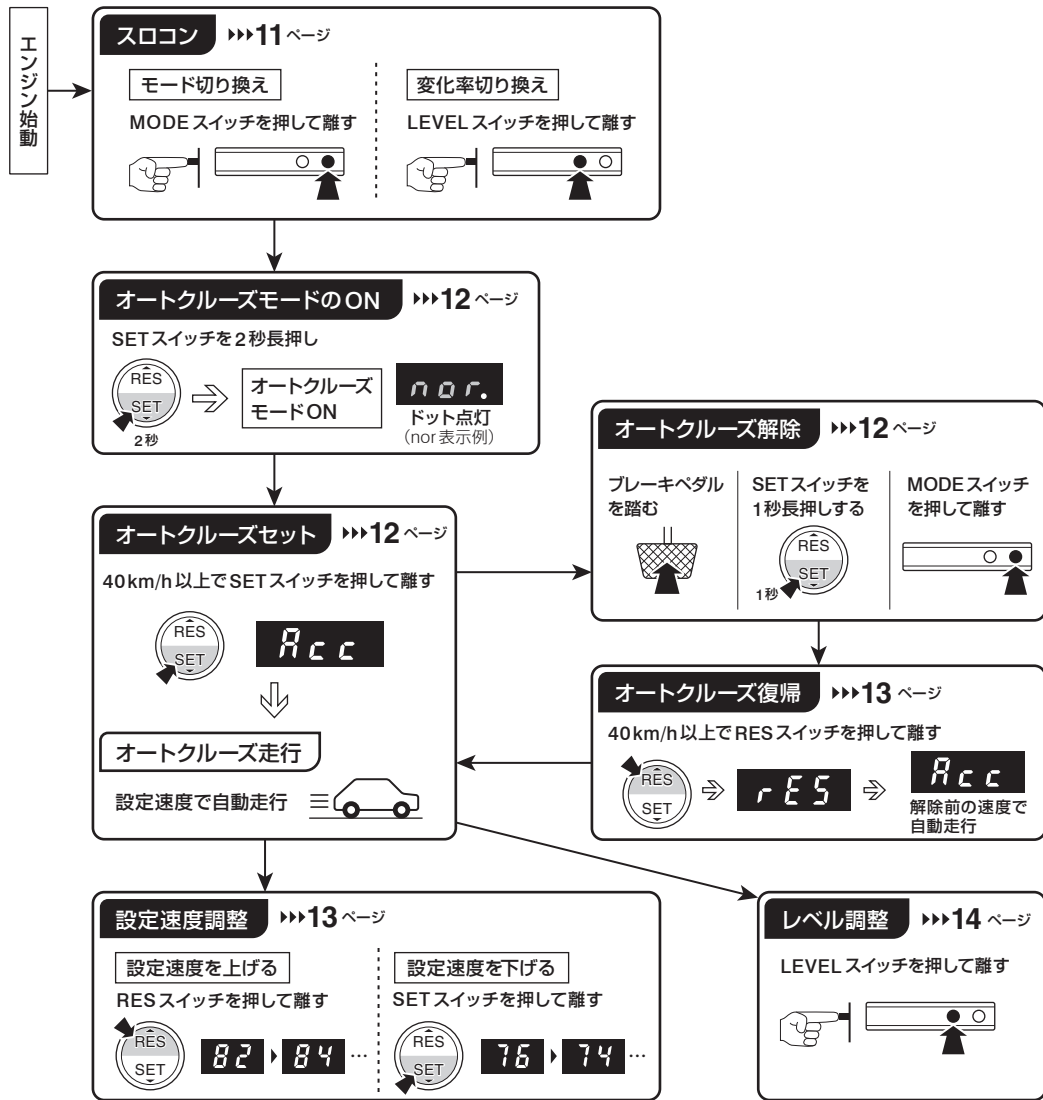 エンジン始動
スロコン ▸▸▸11 ページ
モード切り換え
MODEスイッチを押して離す
変化率切り換え
LEVELスイッチを押して離す
オートクルーズモードのON ▸▸▸12 ページ
SETスイッチを2秒長押し
RES
SET
2秒
オートクルーズ
モードON
nor.
ドット点灯
(nor表示例)
オートクルーズセット ▸▸▸12 ページ
40km/h以上でSETスイッチを押して離す
RES
SET
Acc
オートクルーズ走行
設定速度で自動走行
オートクルーズ解除 ▸▸▸12 ページ
ブレーキペダル
を踏む
SETスイッチを
1秒長押しする
RES
SET
1秒
MODEスイッチ
を押して離す
オートクルーズ復帰 ▸▸▸13 ページ
40km/h以上でRESスイッチを押して離す
RES
SET
rES
Acc
解除前の速度で
自動走行
設定速度調整 ▸▸▸13 ページ
設定速度を上げる
RESスイッチを押して離す
RES
SET
82 ▸ 84 …
設定速度を下げる
SETスイッチを押して離す
RES
SET
76 ▸ 74 …
レベル調整 ▸▸▸14 ページ
LEVELスイッチを押して離す